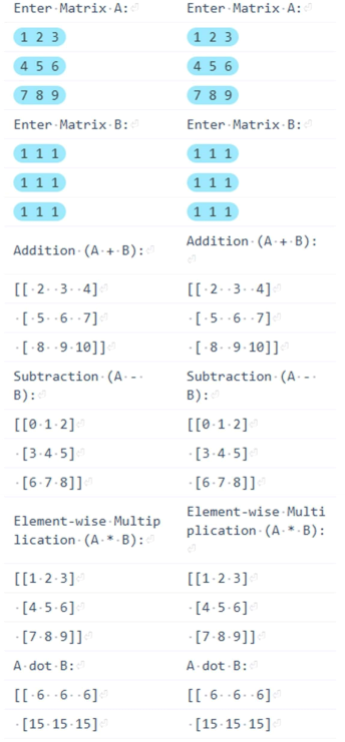 Enter Matrix A:
1 2 3
4 5 6
7 8 9
Enter Matrix B:
1 1 1
1 1 1
1 1 1
Addition (A + B):
[[ 2  3  4]
 [ 5  6  7]
 [ 8  9 10]]
Subtraction (A - 
B):
[[0 1 2]
 [3 4 5]
 [6 7 8]]
Element-wise Multip
lication (A * B):
[[1 2 3]
 [4 5 6]
 [7 8 9]]
A dot B:
[[ 6  6  6]
 [15 15 15]
Enter Matrix A:
1 2 3
4 5 6
7 8 9
Enter Matrix B:
1 1 1
1 1 1
1 1 1
Addition (A + B):
[[ 2  3  4]
 [ 5  6  7]
 [ 8  9 10]]
Subtraction (A - 
B):
[[0 1 2]
 [3 4 5]
 [6 7 8]]
Element-wise Multi
plication (A * B):
[[1 2 3]
 [4 5 6]
 [7 8 9]]
A dot B:
[[ 6  6  6]
 [15 15 15]